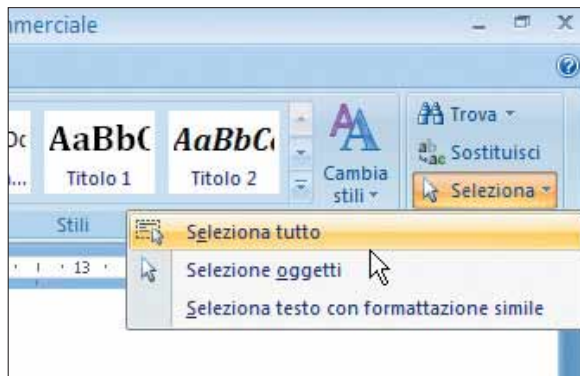 mmerciale
AaBbC AaBbC
Titolo 1 Titolo 2
Cambia
stili
Trova
Sostituisci
Seleziona
Stili
Seleziona tutto
Selezione oggetti
Seleziona testo con formattazione simile
13